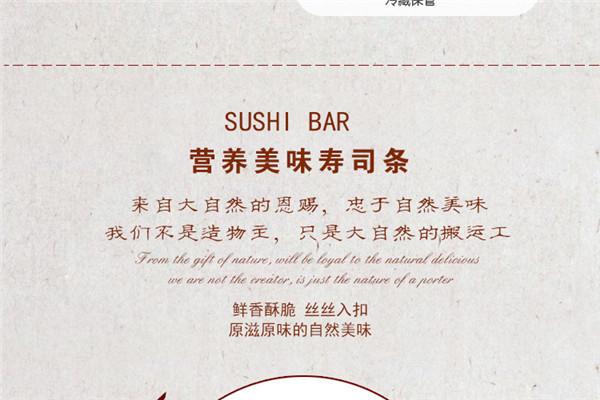 冷藏保管
SUSHI BAR
营养美味寿司条
来自大自然的恩赐，忠于自然美味
我们不是造物主，只是大自然的搬运工
From the gift of nature, will be loyal to the natural delicious
we are not the creator, is just the nature of a porter
鲜香酥脆 丝丝入扣
原滋原味的自然美味